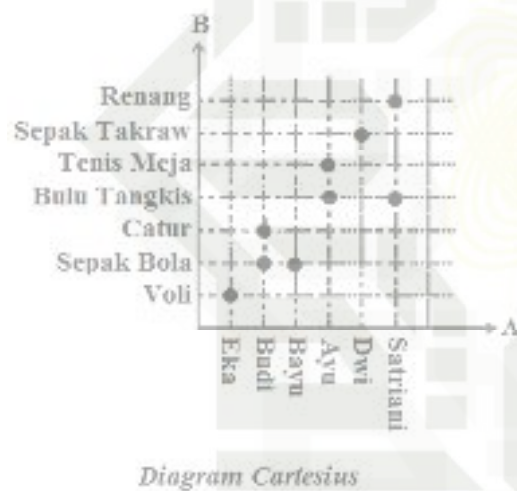 B
Renang
Sepak Takraw
Tenis Meja
Bulu Tangkis
Catur
Sepak Bola
Voli
A
Eka
Budi
Bayu
Ayu
Dwi
Satriani
Diagram Cartesius